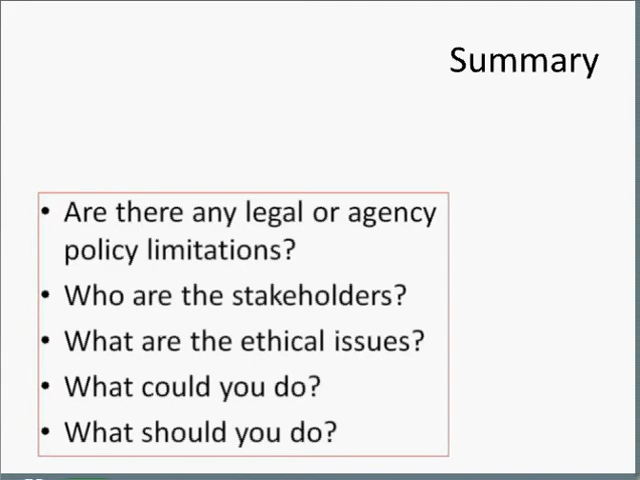 Summary
• Are there any legal or agency
policy limitations?
• Who are the stakeholders?
• What are the ethical issues?
• What could you do?
• What should you do?